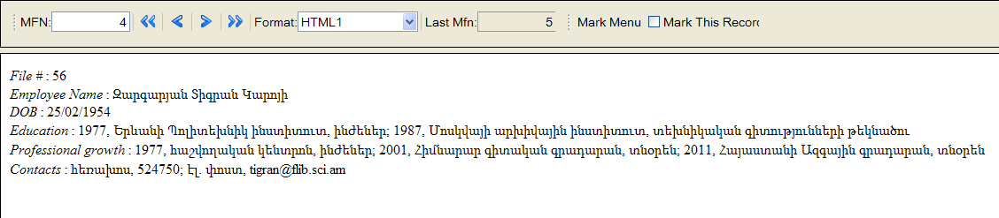 MFN: 4 Format: HTML1 Last Mfn: 5 Mark Menu Mark This Record
File # : 56
Employee Name : Զարգարյան Տիգրան Կարոյի
DOB : 25/02/1954
Education : 1977, Երևանի Պոլիտեխնիկ ինստիտուտ, ինժեներ; 1987, Մոսկվայի արխիվային ինստիտուտ, տեխնիկական գիտությունների թեկնածու
Professional growth : 1977, հաշվողական կենտրոն, ինժեներ; 2001, Հիմնարար գիտական գրադարան, տնօրեն; 2011, Հայաստանի Ազգային գրադարան, տնօրեն
Contacts : հեռախոս, 524750; Էլ. փոստ, tigran@flib.sci.am